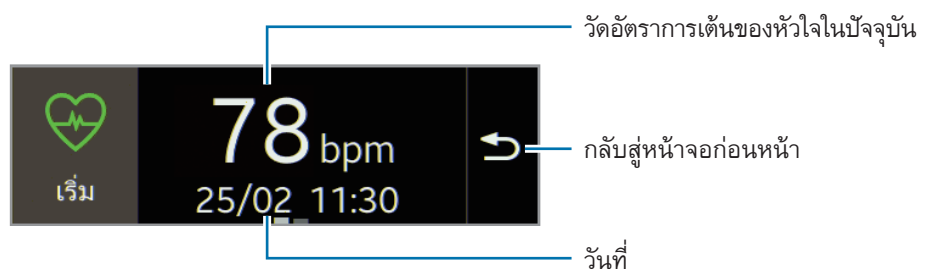 วัดอัตราการเต้นของหัวใจในปัจจุบัน
78 bpm
กลับสู่หน้าจอก่อนหน้า
เริ่ม
25/02 11:30
วันที่